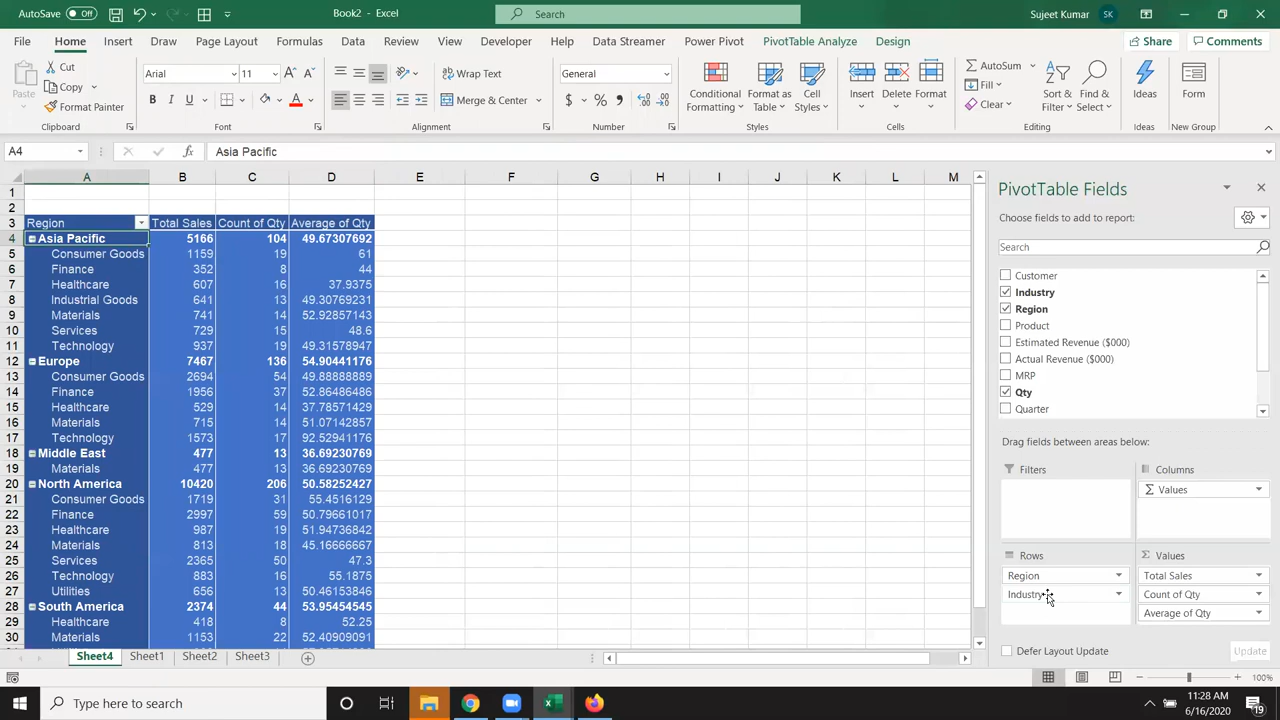 AutoSave Off Book2 - Excel Search Sujeet Kumar SK
File Home Insert Draw Page Layout Formulas Data Review View Developer Help Data Streamer Power Pivot PivotTable Analyze Design Share Comments
Paste Cut Copy Format Painter Clipboard
Arial 11 B I U A Font
Wrap Text Merge & Center Alignment
General $ % , Number
Conditional Formatting Format as Table Cell Styles Styles
Insert Delete Format Cells
AutoSum Fill Clear Sort & Filter Find & Select Editing
Ideas Ideas
Form New Group
A4 fx Asia Pacific
A B C D E F G H I J K L M
1
2
3 Region Total Sales Count of Qty Average of Qty
4 Asia Pacific 5166 104 49.67307692
5 Consumer Goods 1159 19 61
6 Finance 352 8 44
7 Healthcare 607 16 37.9375
8 Industrial Goods 641 13 49.30769231
9 Materials 741 14 52.92857143
10 Services 729 15 48.6
11 Technology 937 19 49.31578947
12 Europe 7467 136 54.90441176
13 Consumer Goods 2694 54 49.88888889
14 Finance 1956 37 52.86486486
15 Healthcare 529 14 37.78571429
16 Materials 715 14 51.07142857
17 Technology 1573 17 92.52941176
18 Middle East 477 13 36.69230769
19 Materials 477 13 36.69230769
20 North America 10420 206 50.58252427
21 Consumer Goods 1719 31 55.4516129
22 Finance 2997 59 50.79661017
23 Healthcare 987 19 51.94736842
24 Materials 813 18 45.16666667
25 Services 2365 50 47.3
26 Technology 883 16 55.1875
27 Utilities 656 13 50.46153846
28 South America 2374 44 53.95454545
29 Healthcare 418 8 52.25
30 Materials 1153 22 52.40909091
Sheet4 Sheet1 Sheet2 Sheet3
PivotTable Fields
Choose fields to add to report:
Search
Customer
Industry
Region
Product
Estimated Revenue ($000)
Actual Revenue ($000)
MRP
Qty
Quarter
Drag fields between areas below:
Filters Columns
Σ Values
Rows Σ Values
Region Total Sales
Industry Count of Qty
Average of Qty
Defer Layout Update Update
100%
Type here to search
11:28 AM
6/16/2020
19